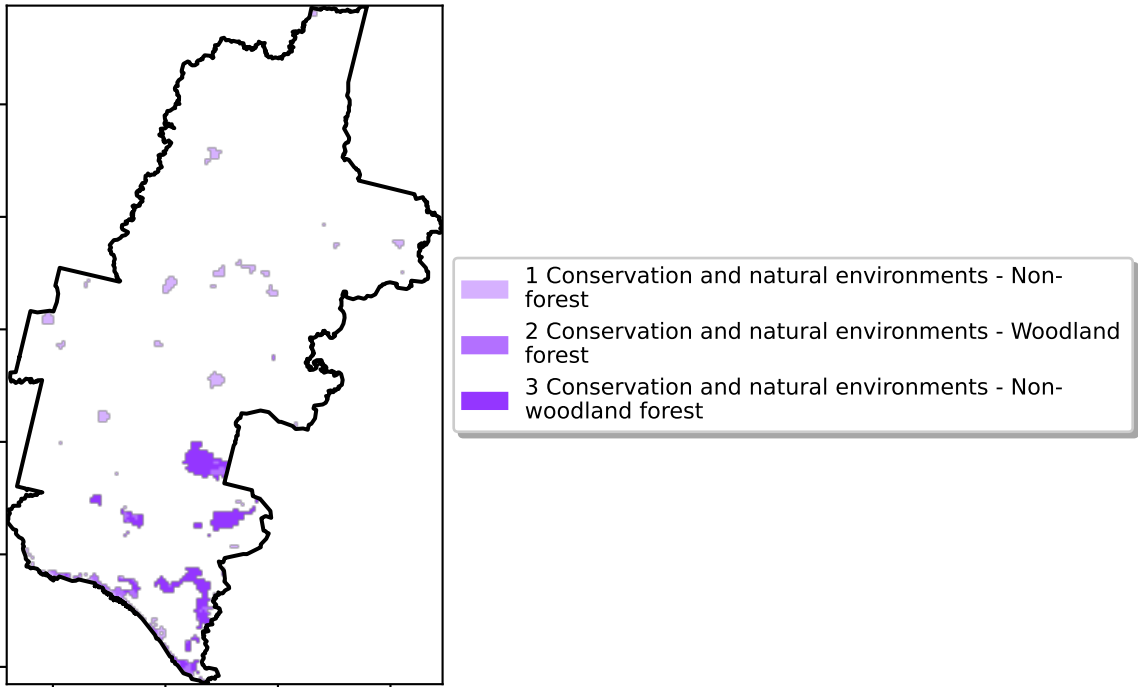 1 Conservation and natural environments - Non-
forest
2 Conservation and natural environments - Woodland
forest
3 Conservation and natural environments - Non-
woodland forest